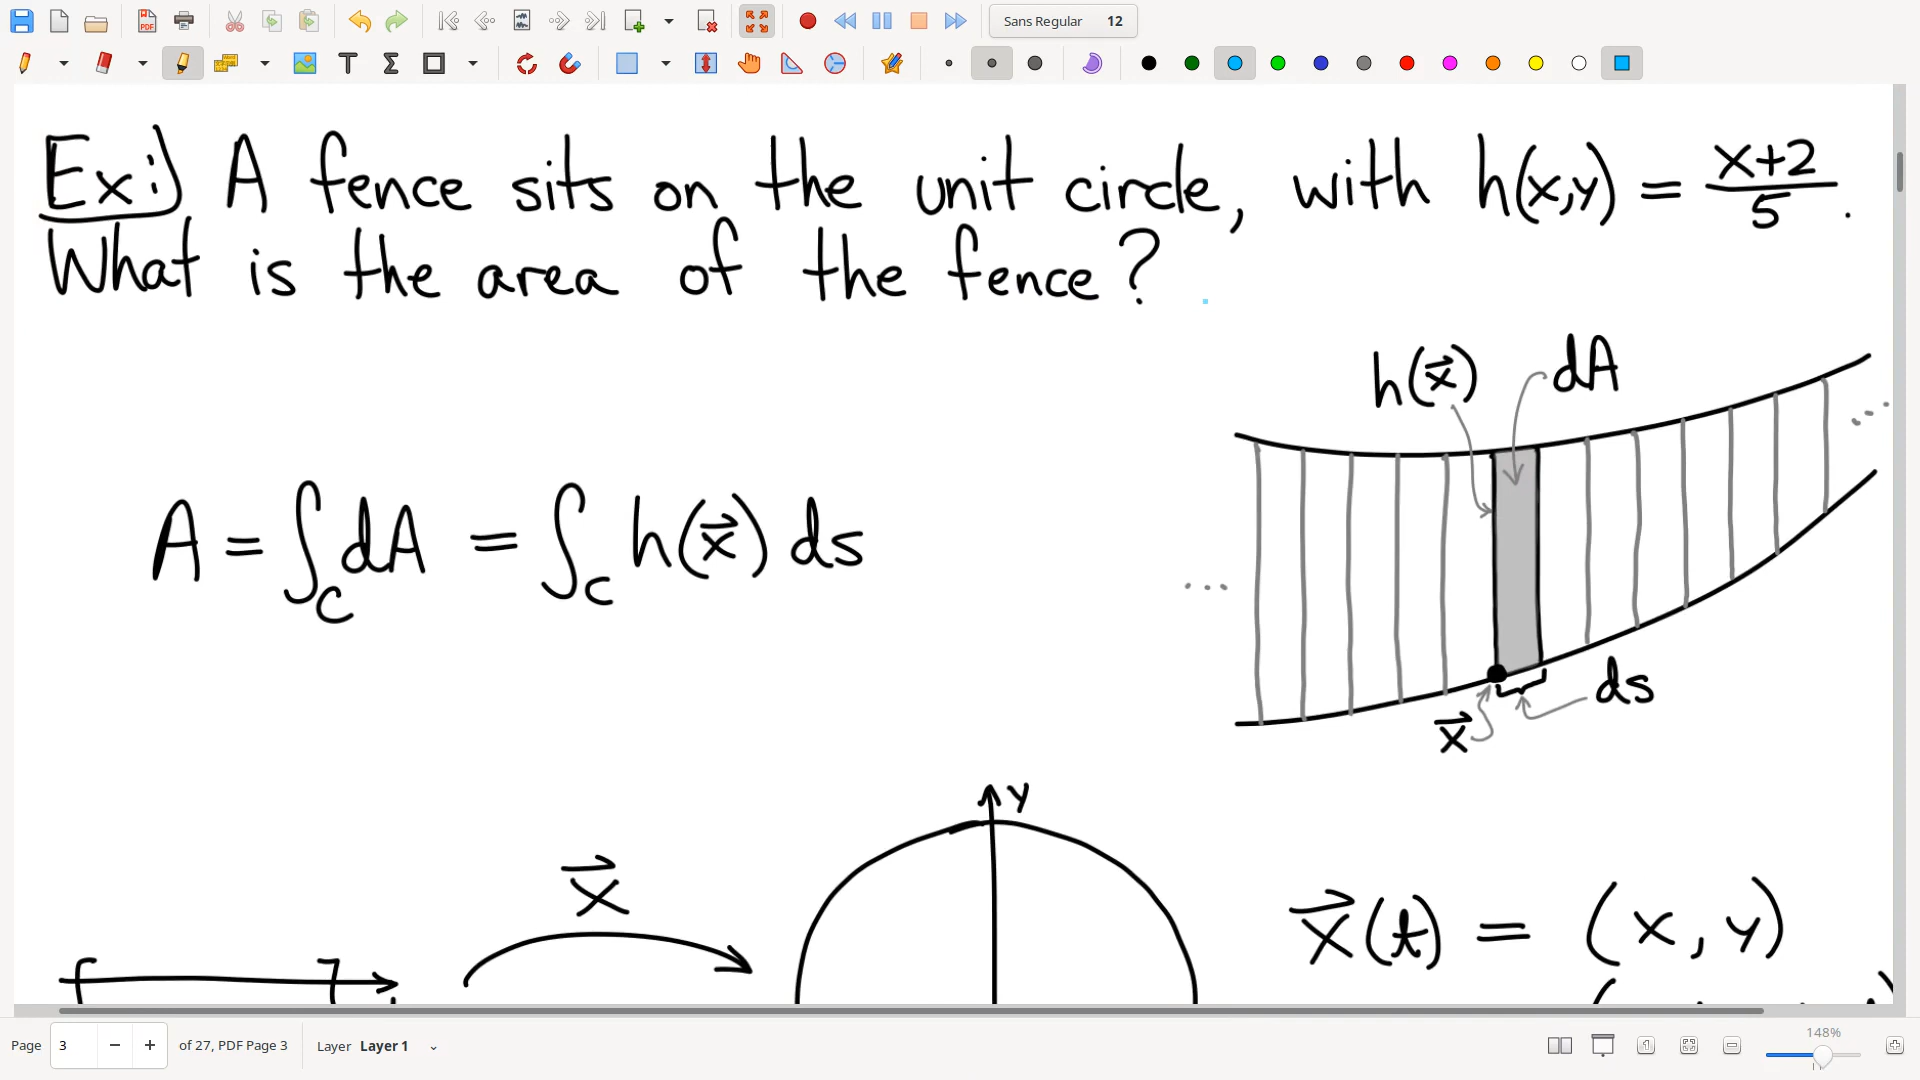 Sans Regular 12
Ex:) A fence sits on the unit circle, with h(x,y) = (x+2)/5 .
What is the area of the fence?
h(x⃗) dA
A = ∫_C dA = ∫_C h(x⃗) ds
... ...
ds
x⃗
y
x⃗
x⃗(t) = (x, y)
Page 3 − + of 27, PDF Page 3 Layer Layer 1 148%